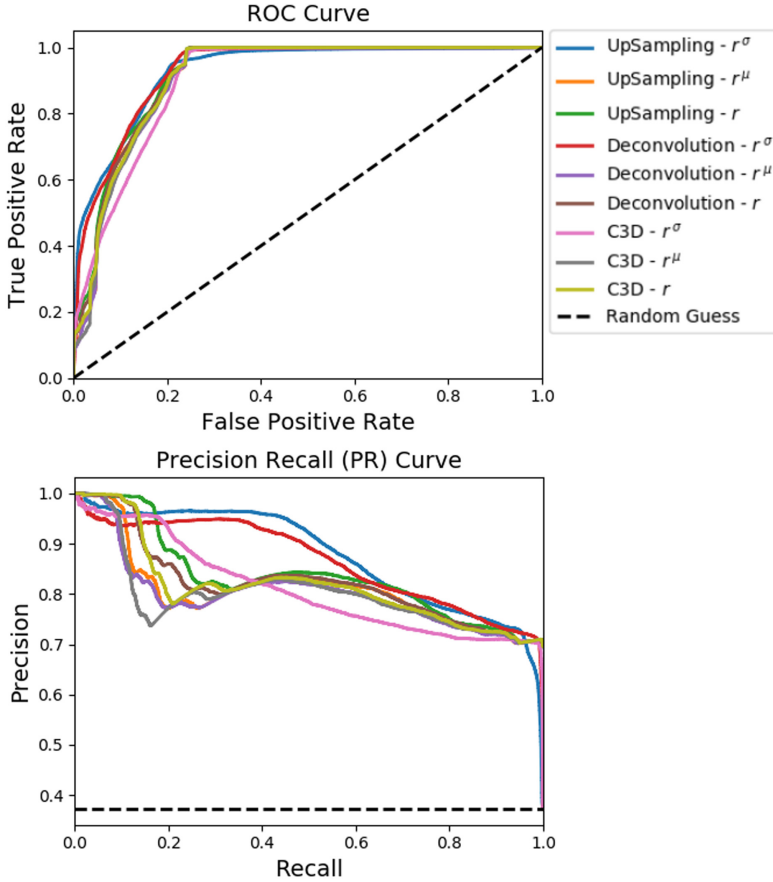 ROC Curve
True Positive Rate
1.0
0.8
0.6
0.4
0.2
0.0
0.0 0.2 0.4 0.6 0.8 1.0
False Positive Rate
UpSampling - r^σ
UpSampling - r^μ
UpSampling - r
Deconvolution - r^σ
Deconvolution - r^μ
Deconvolution - r
C3D - r^σ
C3D - r^μ
C3D - r
Random Guess
Precision Recall (PR) Curve
Precision
1.0
0.9
0.8
0.7
0.6
0.5
0.4
0.0 0.2 0.4 0.6 0.8 1.0
Recall